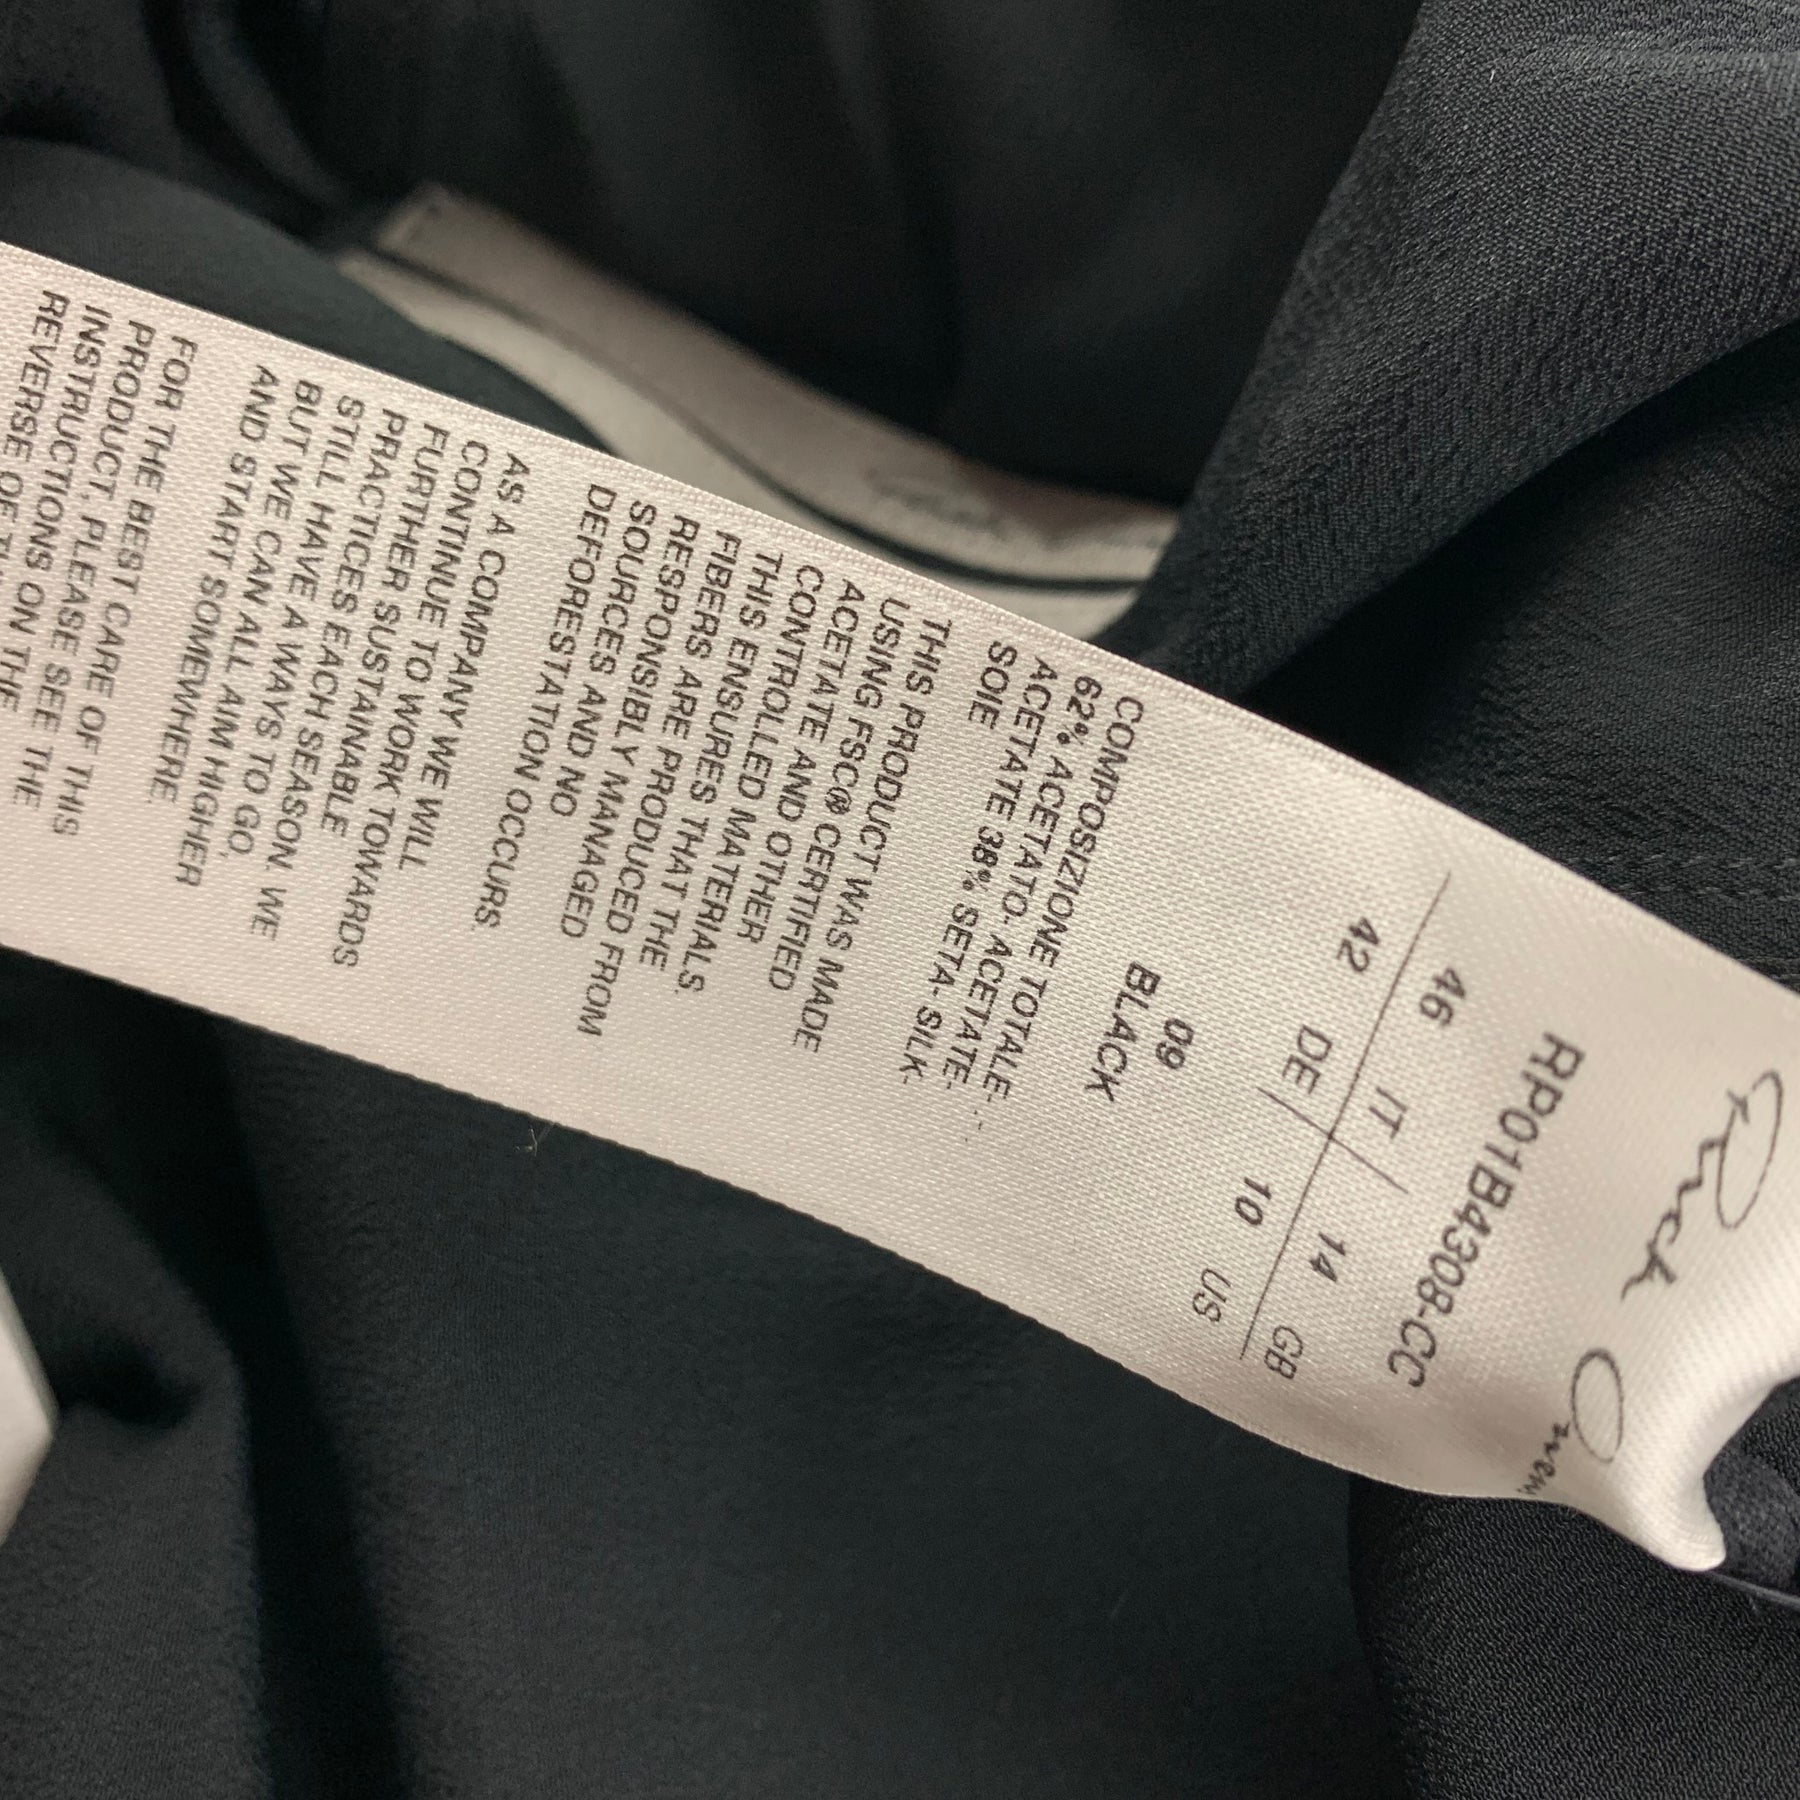 Rick Owens
RP01B4308-CC
46 IT / 14 GB
42 DE / 10 US
09
BLACK
COMPOSIZIONE TOTALE-
62% ACETATO- ACETATE-
ACETATE 38% SETA- SILK-
SOIE
THIS PRODUCT WAS MADE
USING FSC® CERTIFIED
ACETATE AND OTHER
CONTROLLED MATERIALS.
THIS ENSURES THAT THE
FIBERS ARE PRODUCED FROM
RESPONSIBLY MANAGED
SOURCES AND NO
DEFORESTATION OCCURS.
AS A COMPANY WE WILL
CONTINUE TO WORK TOWARDS
FURTHER SUSTAINABLE
PRACTICES EACH SEASON. WE
STILL HAVE A WAYS TO GO,
BUT WE CAN ALL AIM HIGHER
AND START SOMEWHERE.
FOR THE BEST CARE OF THIS
PRODUCT, PLEASE SEE THE
INSTRUCTIONS ON THE
REVERSE OF